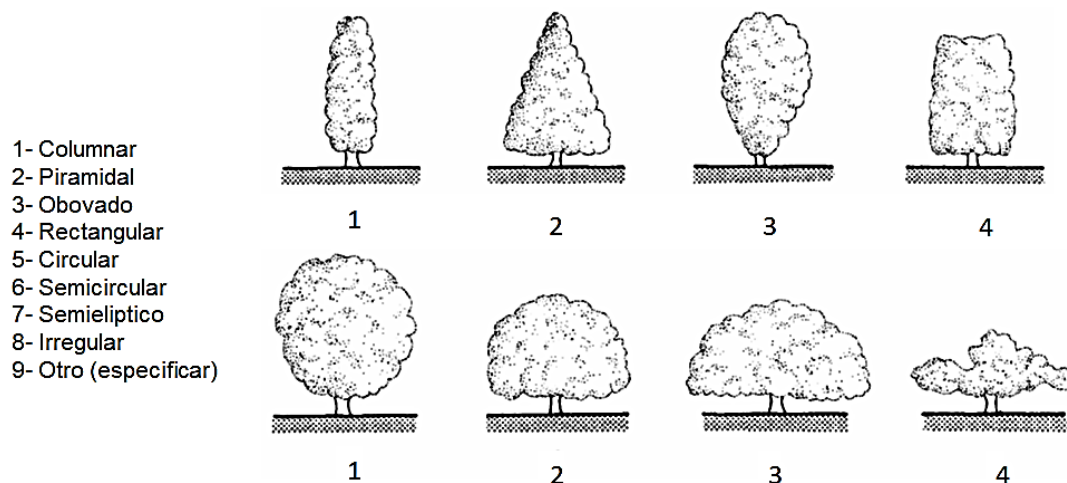 1- Columnar
2- Piramidal
3- Obovado
4- Rectangular
5- Circular
6- Semicircular
7- Semieliptico
8- Irregular
9- Otro (especificar)
1 2 3 4
1 2 3 4